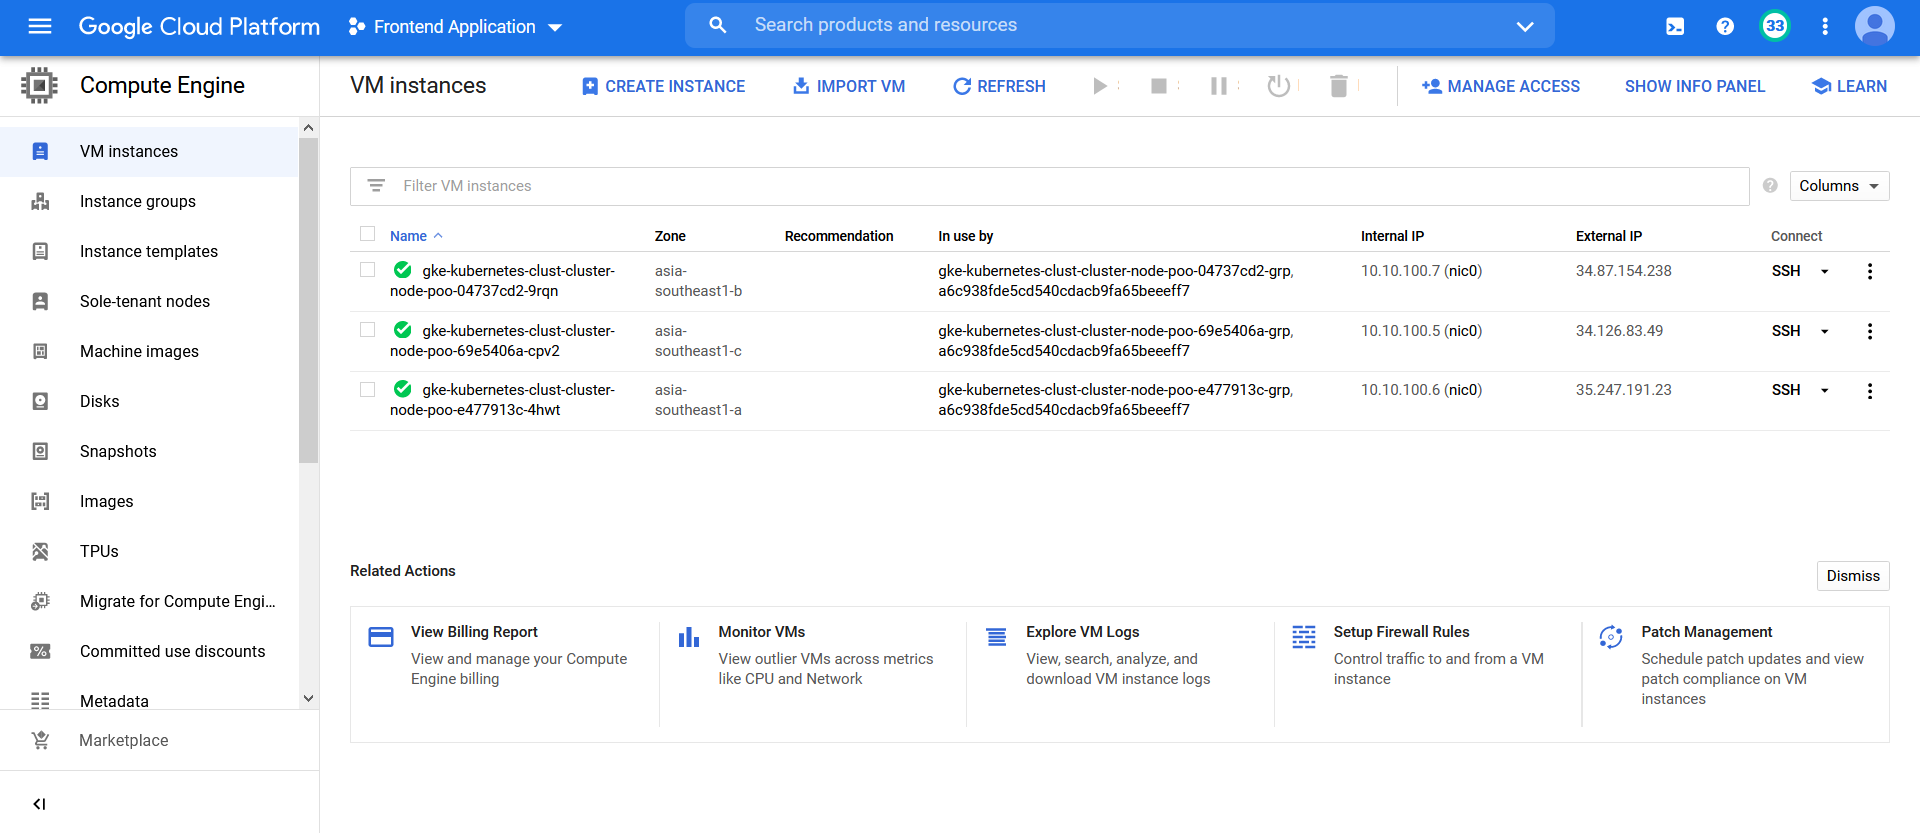 Google Cloud Platform
Frontend Application
Search products and resources
33
Compute Engine
VM instances
CREATE INSTANCE
IMPORT VM
REFRESH
MANAGE ACCESS
SHOW INFO PANEL
LEARN
VM instances
Instance groups
Instance templates
Sole-tenant nodes
Machine images
Disks
Snapshots
Images
TPUs
Migrate for Compute Engi...
Committed use discounts
Metadata
Marketplace
Filter VM instances
Columns
Name Zone Recommendation In use by Internal IP External IP Connect
gke-kubernetes-clust-cluster- asia- gke-kubernetes-clust-cluster-node-poo-04737cd2-grp, 10.10.100.7 (nic0) 34.87.154.238 SSH
node-poo-04737cd2-9rqn southeast1-b a6c938fde5cd540cdacb9fa65beeeff7
gke-kubernetes-clust-cluster- asia- gke-kubernetes-clust-cluster-node-poo-69e5406a-grp, 10.10.100.5 (nic0) 34.126.83.49 SSH
node-poo-69e5406a-cpv2 southeast1-c a6c938fde5cd540cdacb9fa65beeeff7
gke-kubernetes-clust-cluster- asia- gke-kubernetes-clust-cluster-node-poo-e477913c-grp, 10.10.100.6 (nic0) 35.247.191.23 SSH
node-poo-e477913c-4hwt southeast1-a a6c938fde5cd540cdacb9fa65beeeff7
Related Actions
Dismiss
View Billing Report
View and manage your Compute
Engine billing
Monitor VMs
View outlier VMs across metrics
like CPU and Network
Explore VM Logs
View, search, analyze, and
download VM instance logs
Setup Firewall Rules
Control traffic to and from a VM
instance
Patch Management
Schedule patch updates and view
patch compliance on VM
instances